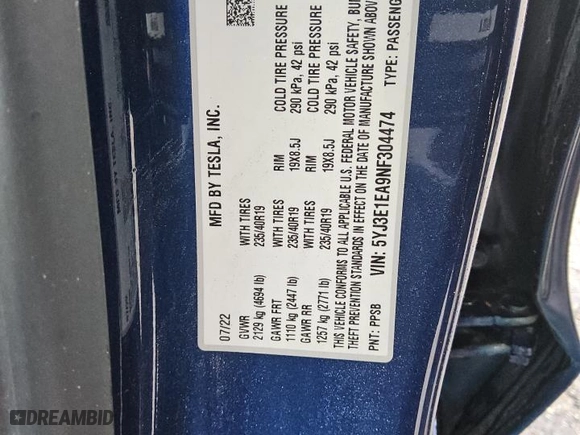 MFD BY TESLA, INC.
07/22
GVWR WITH TIRES RIM COLD TIRE PRESSURE
2129 kg (4694 lb) 235/40R19 19X8.5J 290 kPa, 42 psi
GAWR FRT WITH TIRES RIM COLD TIRE PRESSURE
1110 kg (2447 lb) 235/40R19 19X8.5J 290 kPa, 42 psi
GAWR RR
1257 kg (2771 lb) 235/40R19
THIS VEHICLE CONFORMS TO ALL APPLICABLE U.S. FEDERAL MOTOR VEHICLE SAFETY, BU
THEFT PREVENTION STANDARDS IN EFFECT ON THE DATE OF MANUFACTURE SHOWN ABOV
VIN: 5YJ3E1EA9NF304474
PNT: PPSB TYPE: PASSENG
DREAMBID